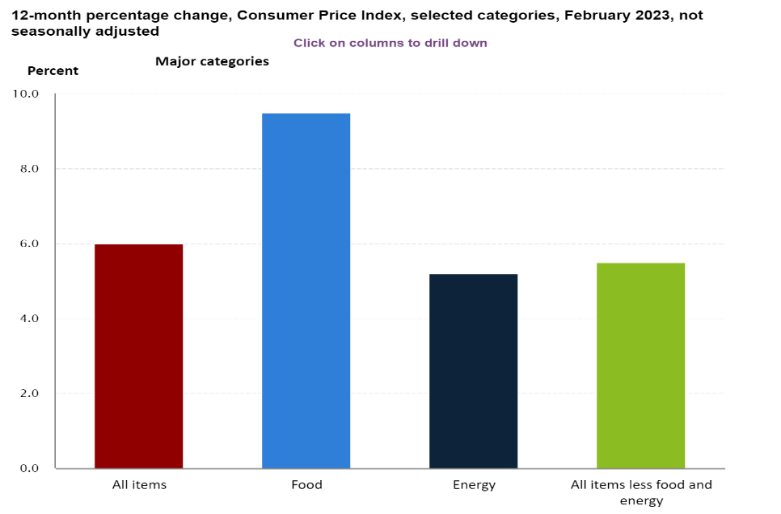 12-month percentage change, Consumer Price Index, selected categories, February 2023, not
seasonally adjusted
Click on columns to drill down
Major categories
Percent
10.0
8.0
6.0
4.0
2.0
0.0
All items
Food
Energy
All items less food and
energy